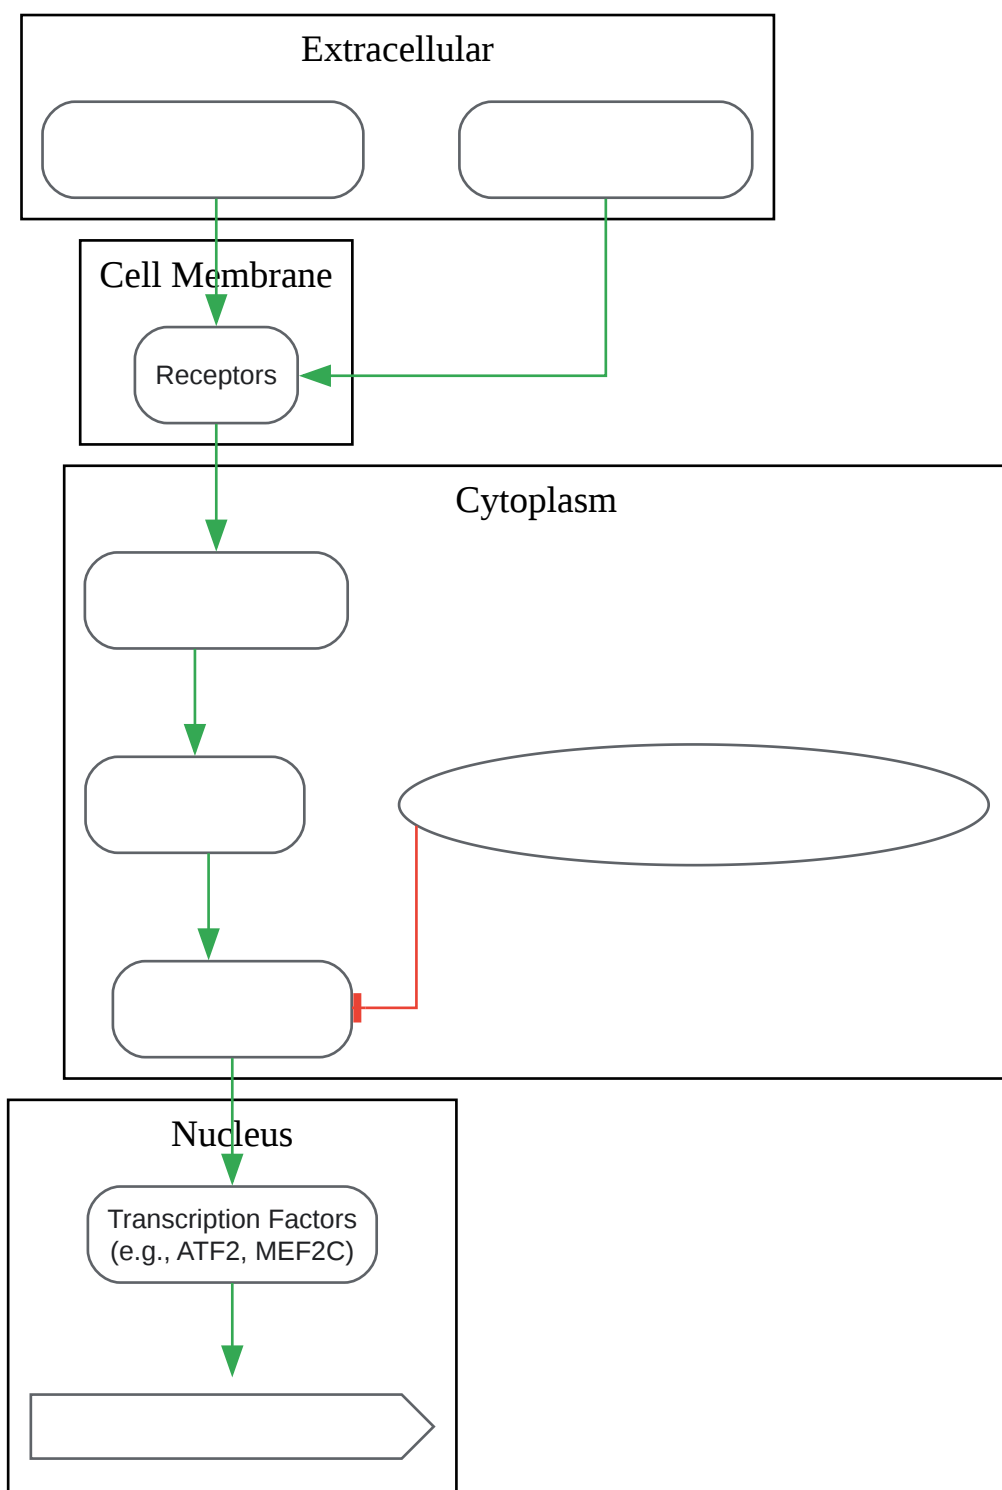 Extracellular
Cell Membrane
Receptors
Cytoplasm
Nucleus
Transcription Factors
(e.g., ATF2, MEF2C)